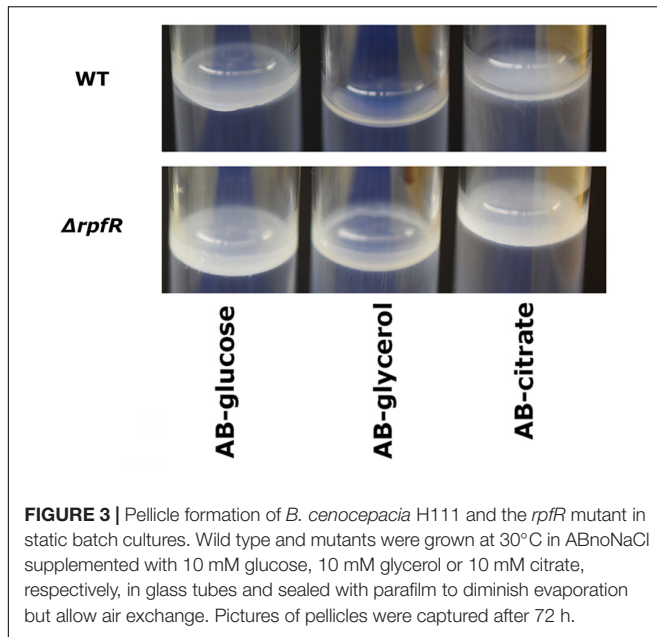 WT
ΔrpfR
AB-glucose
AB-glycerol
AB-citrate
FIGURE 3 | Pellicle formation of B. cenocepacia H111 and the rpfR mutant in
static batch cultures. Wild type and mutants were grown at 30°C in ABnoNaCl
supplemented with 10 mM glucose, 10 mM glycerol or 10 mM citrate,
respectively, in glass tubes and sealed with parafilm to diminish evaporation
but allow air exchange. Pictures of pellicles were captured after 72 h.